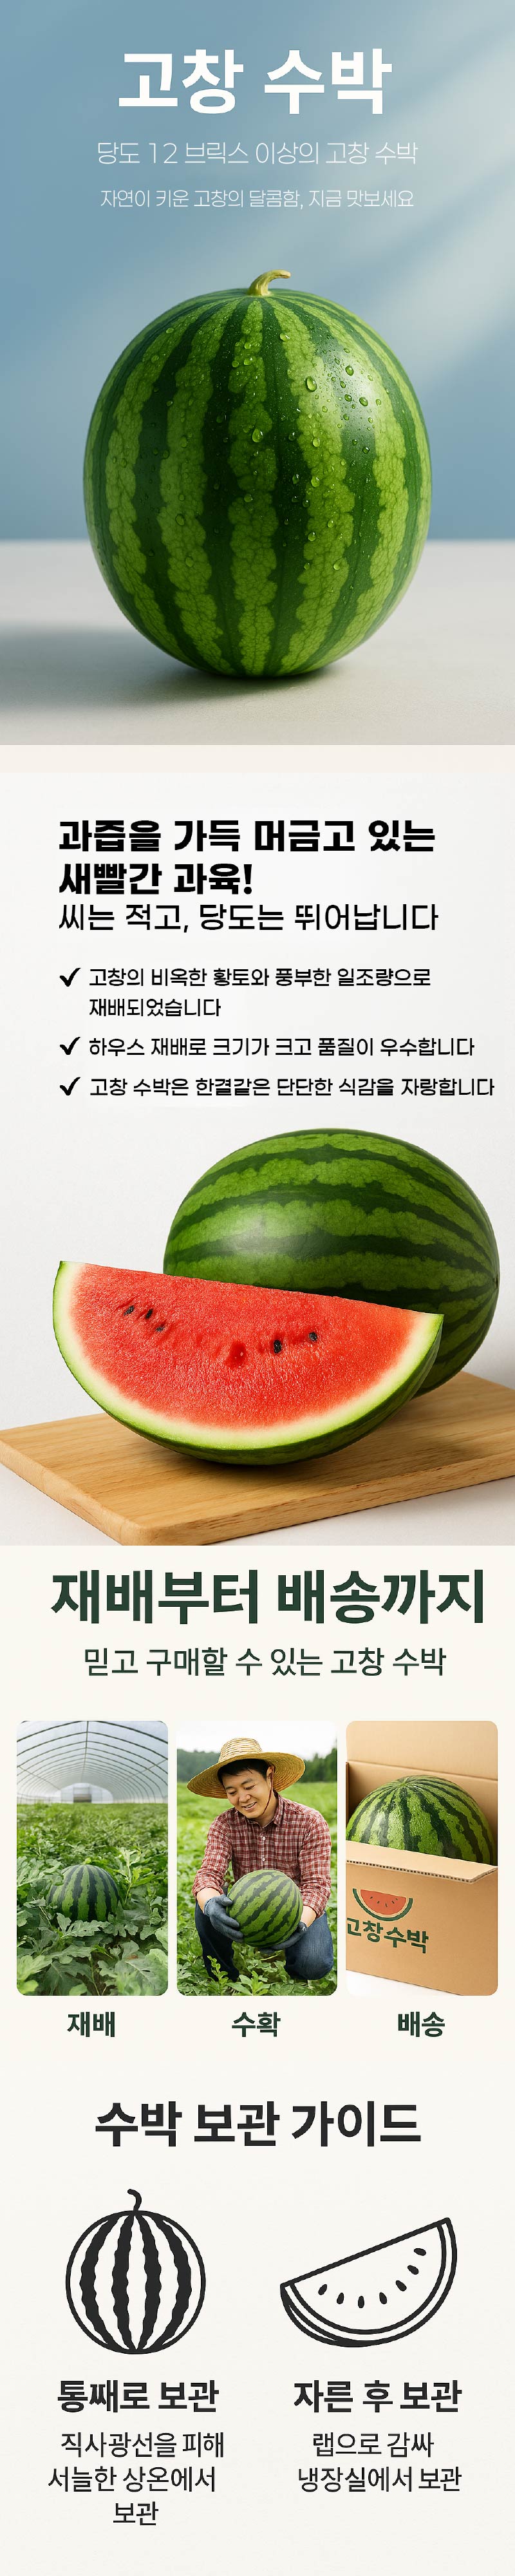 고창 수박
당도 12 브릭스 이상의 고창 수박
자연이 키운 고창의 달콤함, 지금 맛보세요
과즙을 가득 머금고 있는
새빨간 과육!
씨는 적고, 당도는 뛰어납니다
✓ 고창의 비옥한 황토와 풍부한 일조량으로
재배되었습니다
✓ 하우스 재배로 크기가 크고 품질이 우수합니다
✓ 고창 수박은 한결같은 단단한 식감을 자랑합니다
재배부터 배송까지
믿고 구매할 수 있는 고창 수박
고창수박
재배
수확
배송
수박 보관 가이드
통째로 보관
직사광선을 피해
서늘한 상온에서
보관
자른 후 보관
랩으로 감싸
냉장실에서 보관